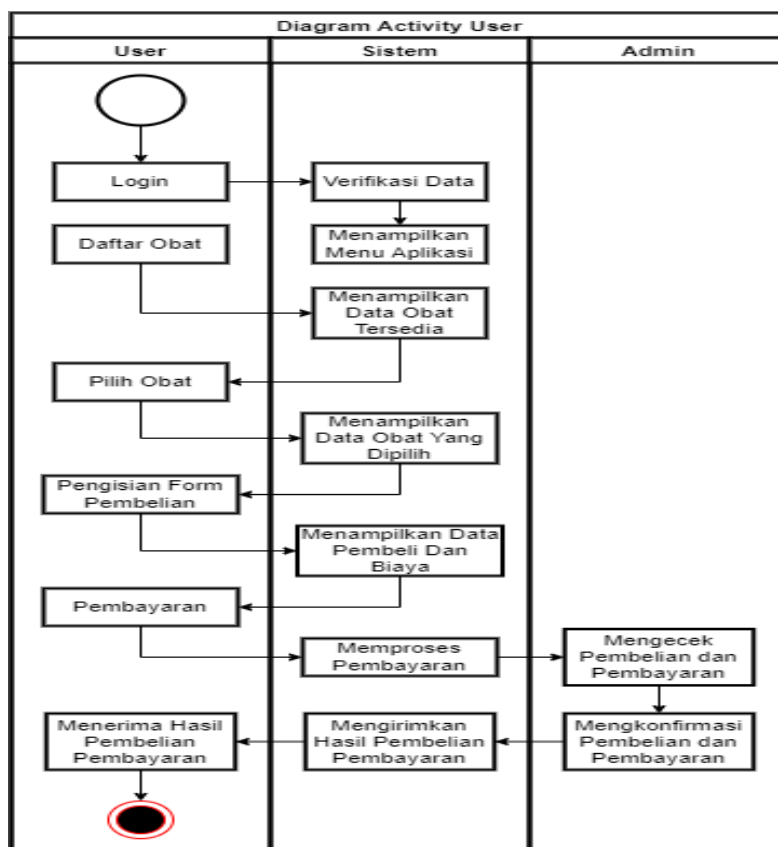 Diagram Activity User
User
Sistem
Admin
Login
Verifikasi Data
Daftar Obat
Menampilkan
Menu Aplikasi
Menampilkan
Data Obat
Tersedia
Pilih Obat
Menampilkan
Data Obat Yang
Dipilih
Pengisian Form
Pembelian
Menampilkan Data
Pembeli Dan
Biaya
Pembayaran
Memproses
Pembayaran
Mengecek
Pembelian dan
Pembayaran
Menerima Hasil
Pembelian
Pembayaran
Mengirimkan
Hasil Pembelian
Pembayaran
Mengkonfirmasi
Pembelian dan
Pembayaran